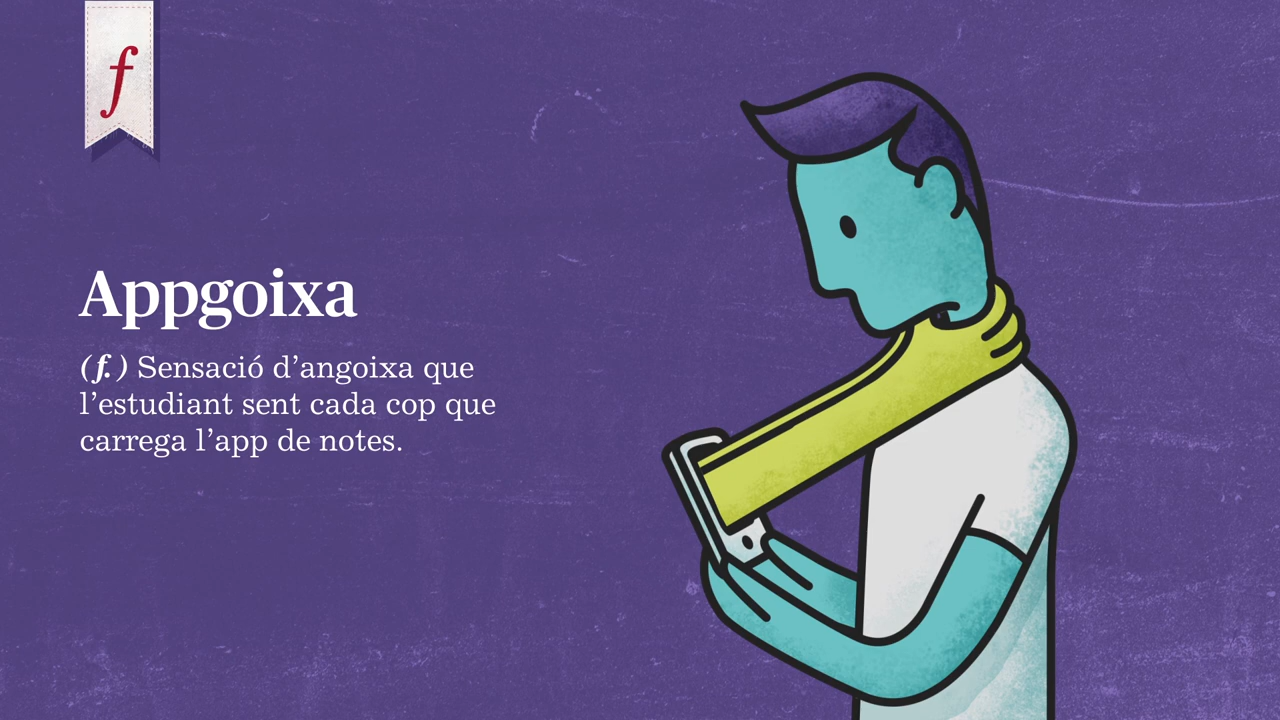 f
Appgoixa
(f.) Sensació d’angoixa que
l’estudiant sent cada cop que
carrega l’app de notes.